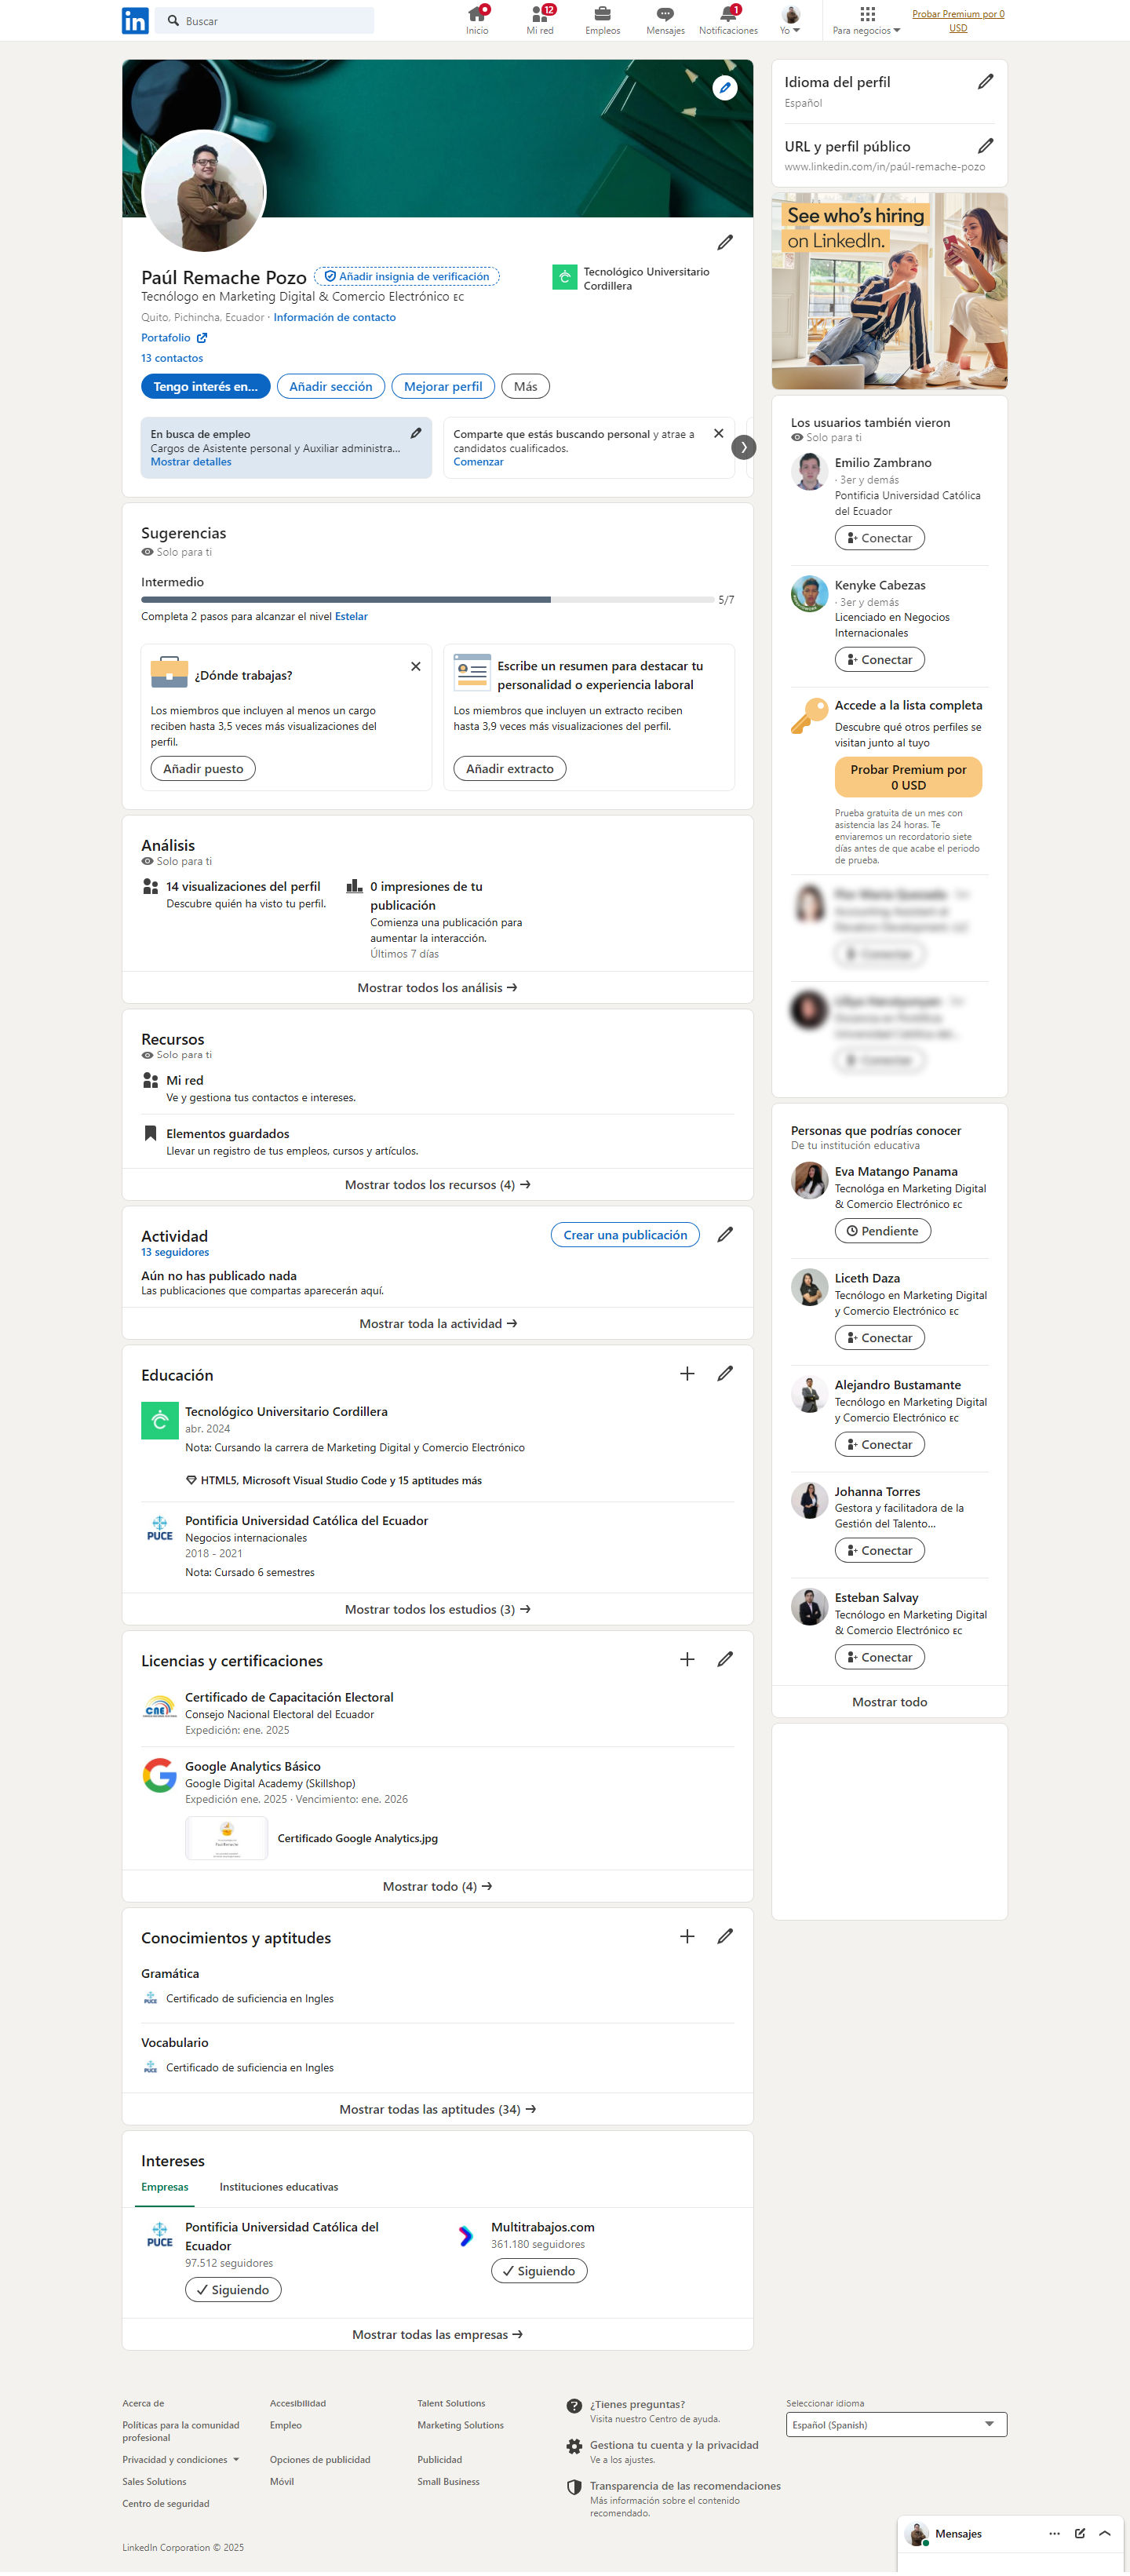 in
Buscar
Inicio
12
Mi red
Empleos
Mensajes
1
Notificaciones
Yo
Para negocios
Probar Premium por 0
USD
Paúl Remache Pozo
Añadir insignia de verificación
Tecnólogo en Marketing Digital & Comercio Electrónico EC
Quito, Pichincha, Ecuador · Información de contacto
Portafolio
13 contactos
Tecnológico Universitario
Cordillera
Tengo interés en...
Añadir sección
Mejorar perfil
Más
En busca de empleo
Cargos de Asistente personal y Auxiliar administra...
Mostrar detalles
Comparte que estás buscando personal y atrae a
candidatos cualificados.
Comenzar
Sugerencias
Solo para ti
Intermedio
5/7
Completa 2 pasos para alcanzar el nivel Estelar
¿Dónde trabajas?
Los miembros que incluyen al menos un cargo
reciben hasta 3,5 veces más visualizaciones del
perfil.
Añadir puesto
Escribe un resumen para destacar tu
personalidad o experiencia laboral
Los miembros que incluyen un extracto reciben
hasta 3,9 veces más visualizaciones del perfil.
Añadir extracto
Análisis
Solo para ti
14 visualizaciones del perfil
Descubre quién ha visto tu perfil.
0 impresiones de tu
publicación
Comienza una publicación para
aumentar la interacción.
Últimos 7 días
Mostrar todos los análisis →
Recursos
Solo para ti
Mi red
Ve y gestiona tus contactos e intereses.
Elementos guardados
Llevar un registro de tus empleos, cursos y artículos.
Mostrar todos los recursos (4) →
Actividad
13 seguidores
Crear una publicación
Aún no has publicado nada
Las publicaciones que compartas aparecerán aquí.
Mostrar toda la actividad →
Educación
Tecnológico Universitario Cordillera
abr. 2024
Nota: Cursando la carrera de Marketing Digital y Comercio Electrónico
HTML5, Microsoft Visual Studio Code y 15 aptitudes más
PUCE
Pontificia Universidad Católica del Ecuador
Negocios internacionales
2018 - 2021
Nota: Cursado 6 semestres
Mostrar todos los estudios (3) →
Licencias y certificaciones
CNE
Certificado de Capacitación Electoral
Consejo Nacional Electoral del Ecuador
Expedición: ene. 2025
Google Analytics Básico
Google Digital Academy (Skillshop)
Expedición ene. 2025 · Vencimiento: ene. 2026
Certificado Google Analytics.jpg
Mostrar todo (4) →
Conocimientos y aptitudes
Gramática
PUCE
Certificado de suficiencia en Ingles
Vocabulario
PUCE
Certificado de suficiencia en Ingles
Mostrar todas las aptitudes (34) →
Intereses
Empresas
Instituciones educativas
PUCE
Pontificia Universidad Católica del
Ecuador
97.512 seguidores
Siguiendo
Multitrabajos.com
361.180 seguidores
Siguiendo
Mostrar todas las empresas →
Idioma del perfil
Español
URL y perfil público
www.linkedin.com/in/paúl-remache-pozo
See who's hiring
on LinkedIn.
Los usuarios también vieron
Solo para ti
Emilio Zambrano
· 3er y demás
Pontificia Universidad Católica
del Ecuador
Conectar
Kenyke Cabezas
· 3er y demás
Licenciado en Negocios
Internacionales
Conectar
Accede a la lista completa
Descubre qué otros perfiles se
visitan junto al tuyo
Probar Premium por
0 USD
Prueba gratuita de un mes con
asistencia las 24 horas. Te
enviaremos un recordatorio siete
días antes de que acabe el periodo
de prueba.
Personas que podrías conocer
De tu institución educativa
Eva Matango Panama
Tecnológa en Marketing Digital
& Comercio Electrónico EC
Pendiente
Liceth Daza
Tecnólogo en Marketing Digital
y Comercio Electrónico EC
Conectar
Alejandro Bustamante
Tecnólogo en Marketing Digital
y Comercio Electrónico EC
Conectar
Johanna Torres
Gestora y facilitadora de la
Gestión del Talento...
Conectar
Esteban Salvay
Tecnólogo en Marketing Digital
& Comercio Electrónico EC
Conectar
Mostrar todo
Acerca de
Accesibilidad
Talent Solutions
Políticas para la comunidad
profesional
Empleo
Marketing Solutions
Privacidad y condiciones
Opciones de publicidad
Publicidad
Sales Solutions
Móvil
Small Business
Centro de seguridad
¿Tienes preguntas?
Visita nuestro Centro de ayuda.
Gestiona tu cuenta y la privacidad
Ve a los ajustes.
Transparencia de las recomendaciones
Más información sobre el contenido
recomendado.
Seleccionar idioma
Español (Spanish)
LinkedIn Corporation © 2025
Mensajes